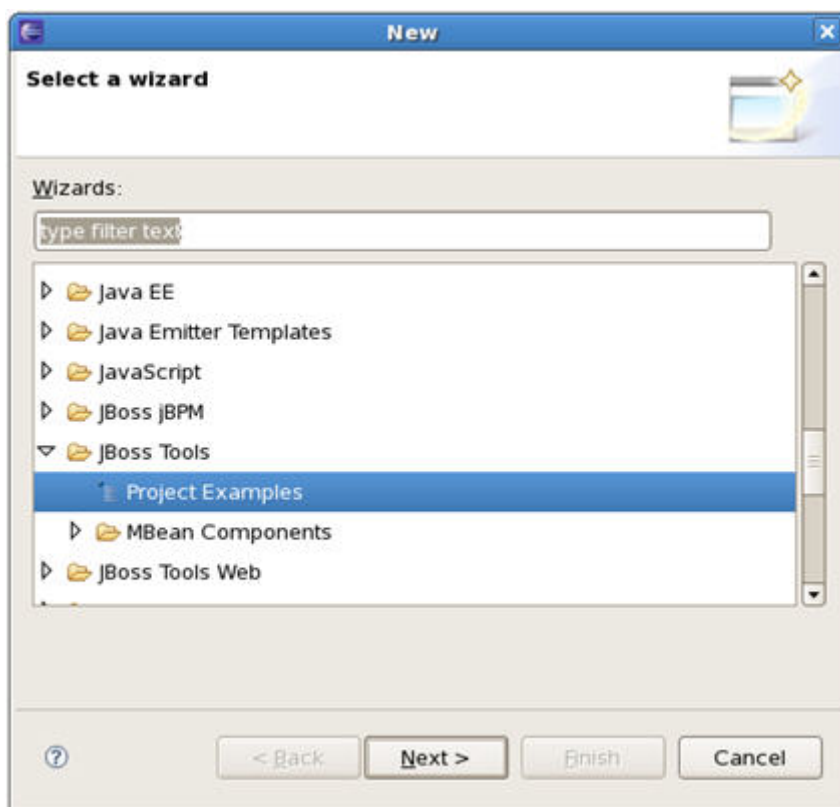 New
Select a wizard
Wizards:
type filter text
Java EE
Java Emitter Templates
JavaScript
JBoss jBPM
JBoss Tools
Project Examples
MBean Components
JBoss Tools Web
< Back Next > Finish Cancel